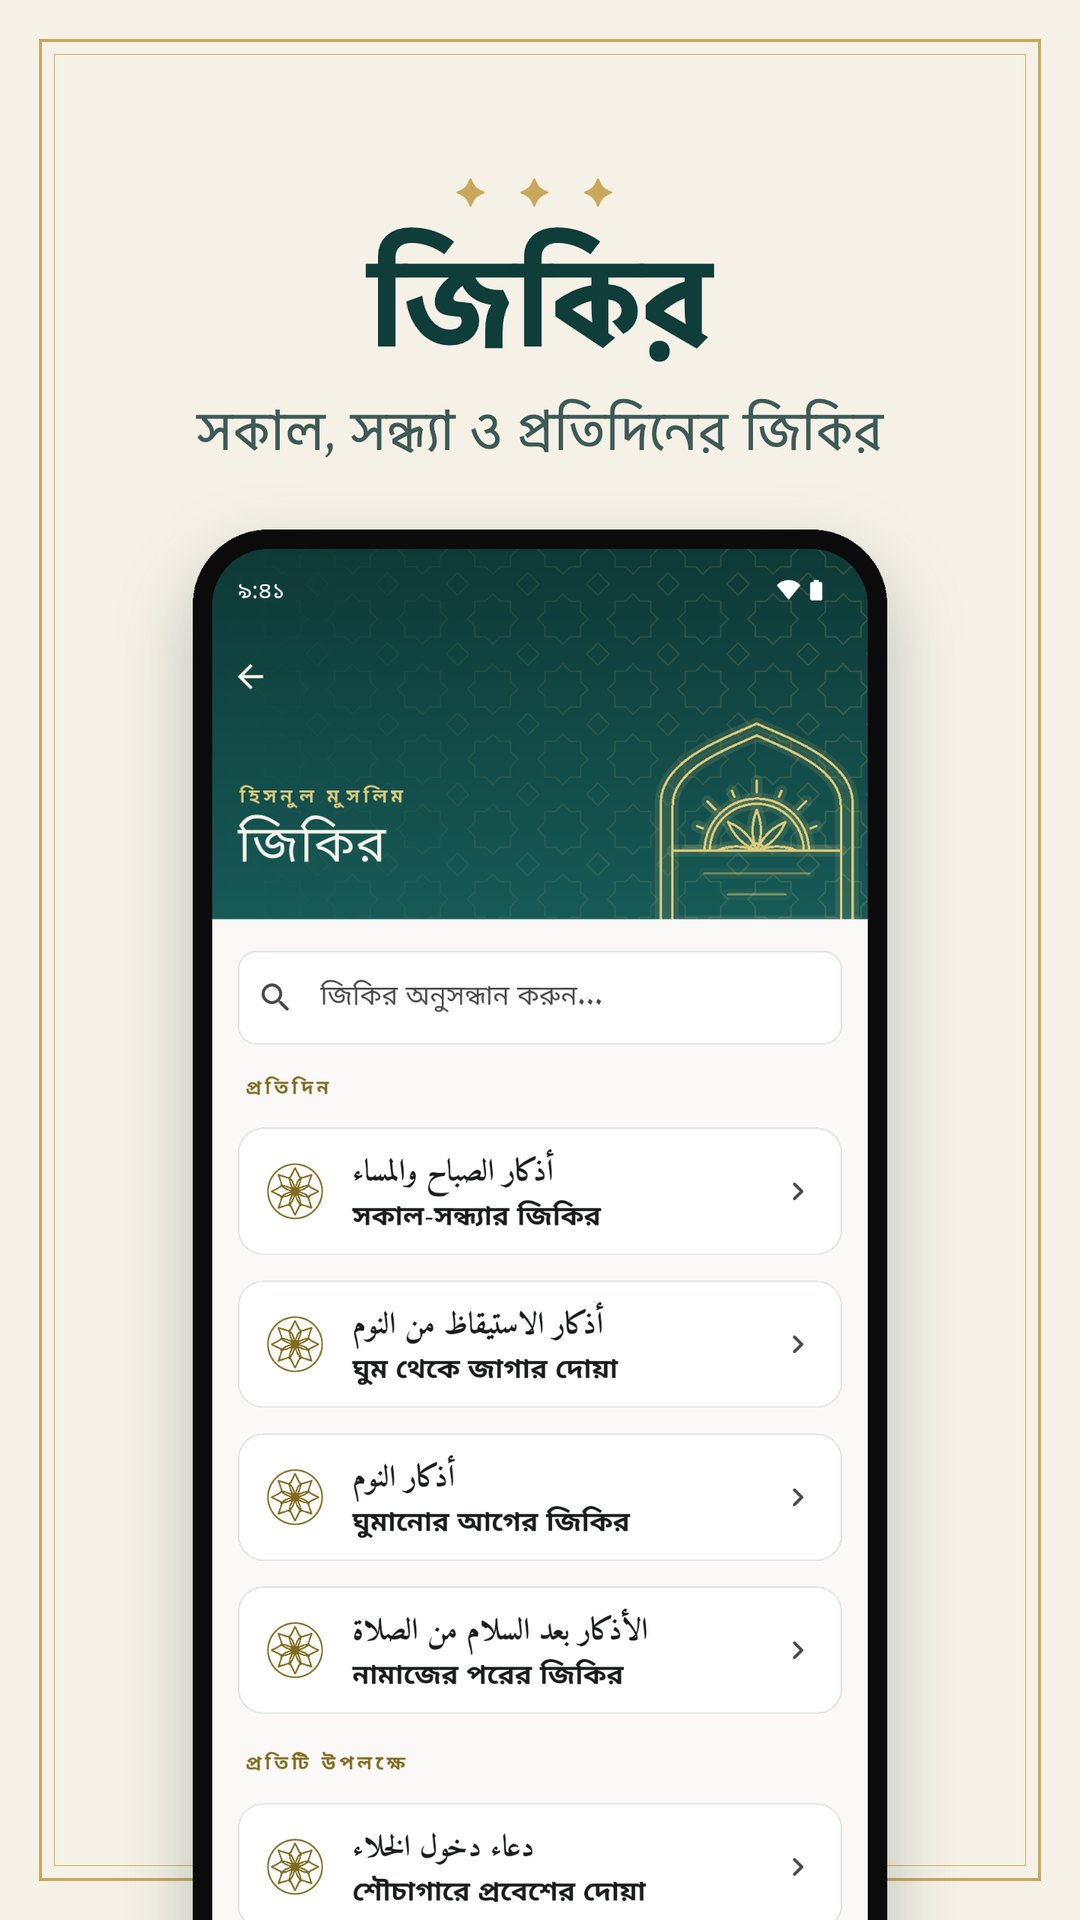 জিকির
সকাল, সন্ধ্যা ও প্রতিদিনের জিকির
৯:৪১
হিসনুল মুসলিম
জিকির
জিকির অনুসন্ধান করুন...
প্রতিদিন
أذكار الصباح والمساء
সকাল-সন্ধ্যার জিকির
أذكار الاستيقاظ من النوم
ঘুম থেকে জাগার দোয়া
أذكار النوم
ঘুমানোর আগের জিকির
الأذكار بعد السلام من الصلاة
নামাজের পরের জিকির
প্রতিটি উপলক্ষে
دعاء دخول الخلاء
শৌচাগারে প্রবেশের দোয়া